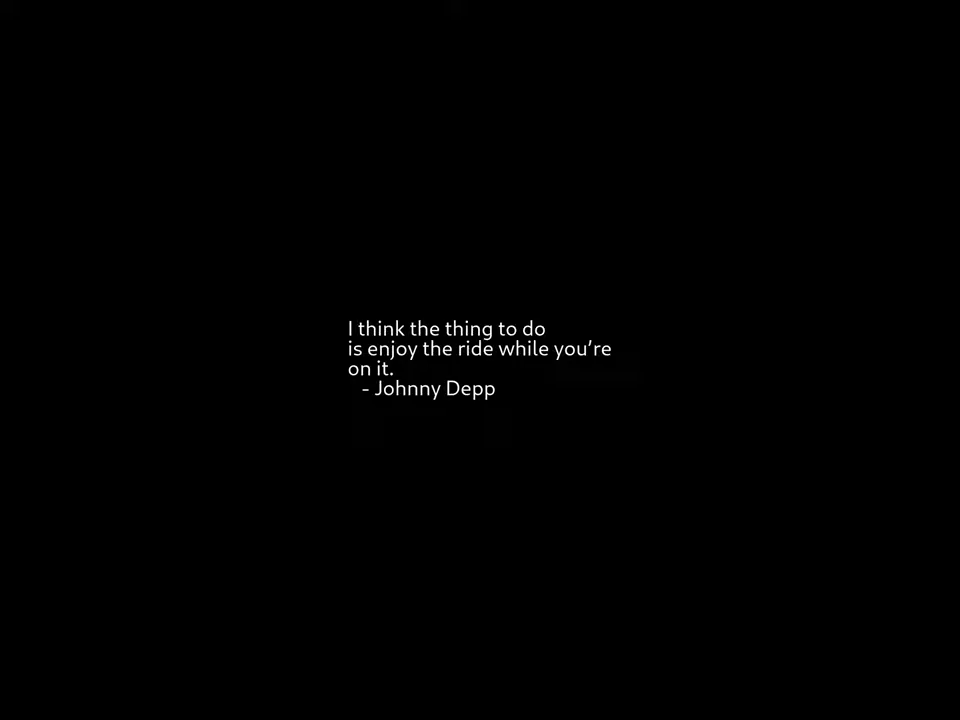 I think the thing to do
is enjoy the ride while you’re
on it.
- Johnny Depp